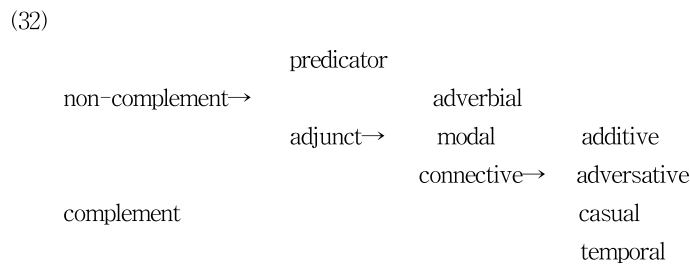 (32)
predicator
non-complement→ adverbial
adjunct→ modal additive
connective→ adversative
complement casual
temporal